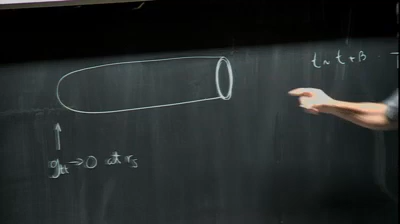 t ~ t + β
g_tt → 0 at r_s